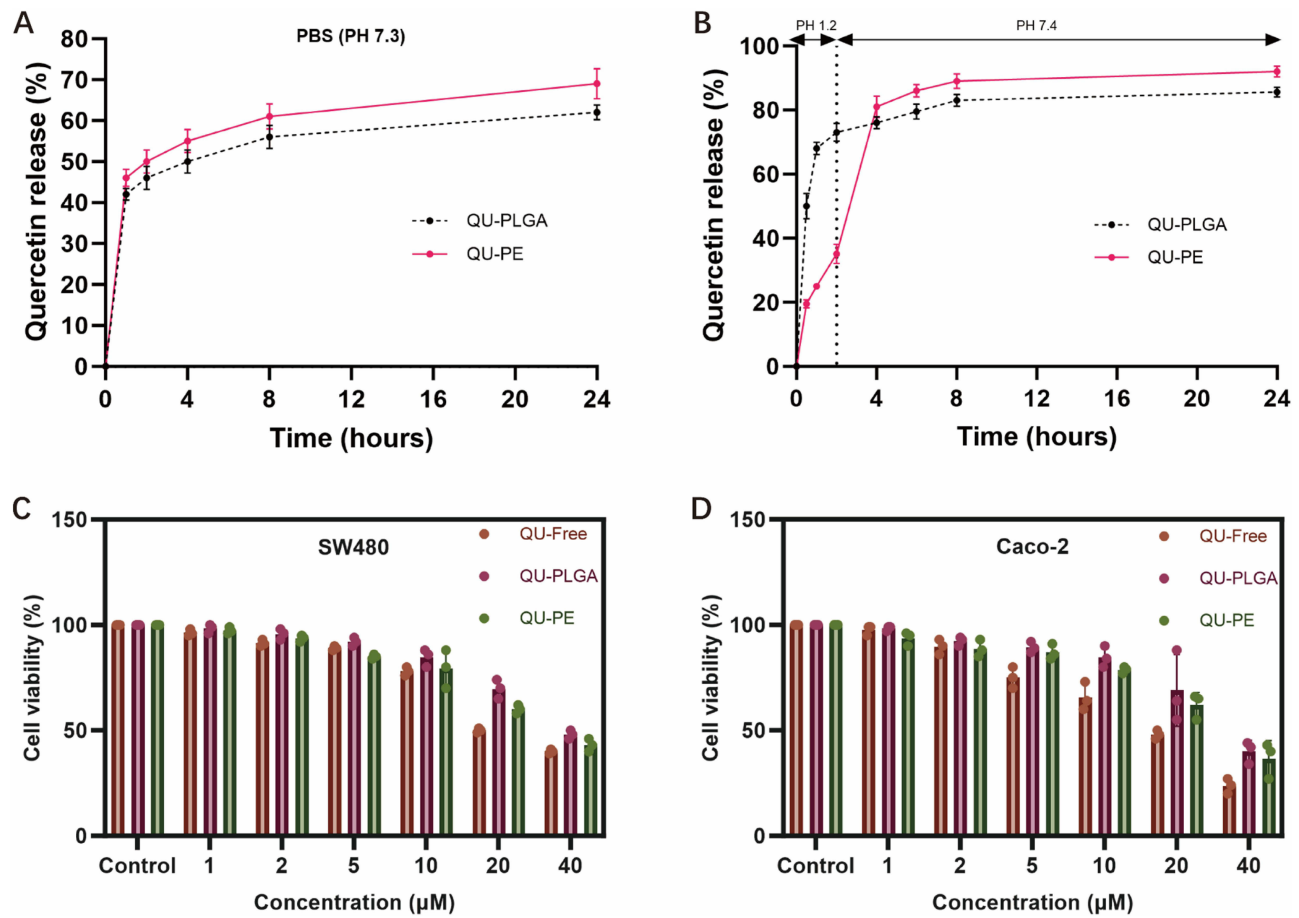 A
PBS (PH 7.3)
Quercetin release (%)
80
70
60
50
40
30
20
10
0
QU-PLGA
QU-PE
0 4 8 12 16 20 24
Time (hours)
B
PH 1.2 PH 7.4
Quercetin release (%)
100
80
60
40
20
0
QU-PLGA
QU-PE
0 4 8 12 16 20 24
Time (hours)
C
SW480
Cell viability (%)
150
100
50
0
QU-Free
QU-PLGA
QU-PE
Control 1 2 5 10 20 40
Concentration (μM)
D
Caco-2
Cell viability (%)
150
100
50
0
QU-Free
QU-PLGA
QU-PE
Control 1 2 5 10 20 40
Concentration (μM)